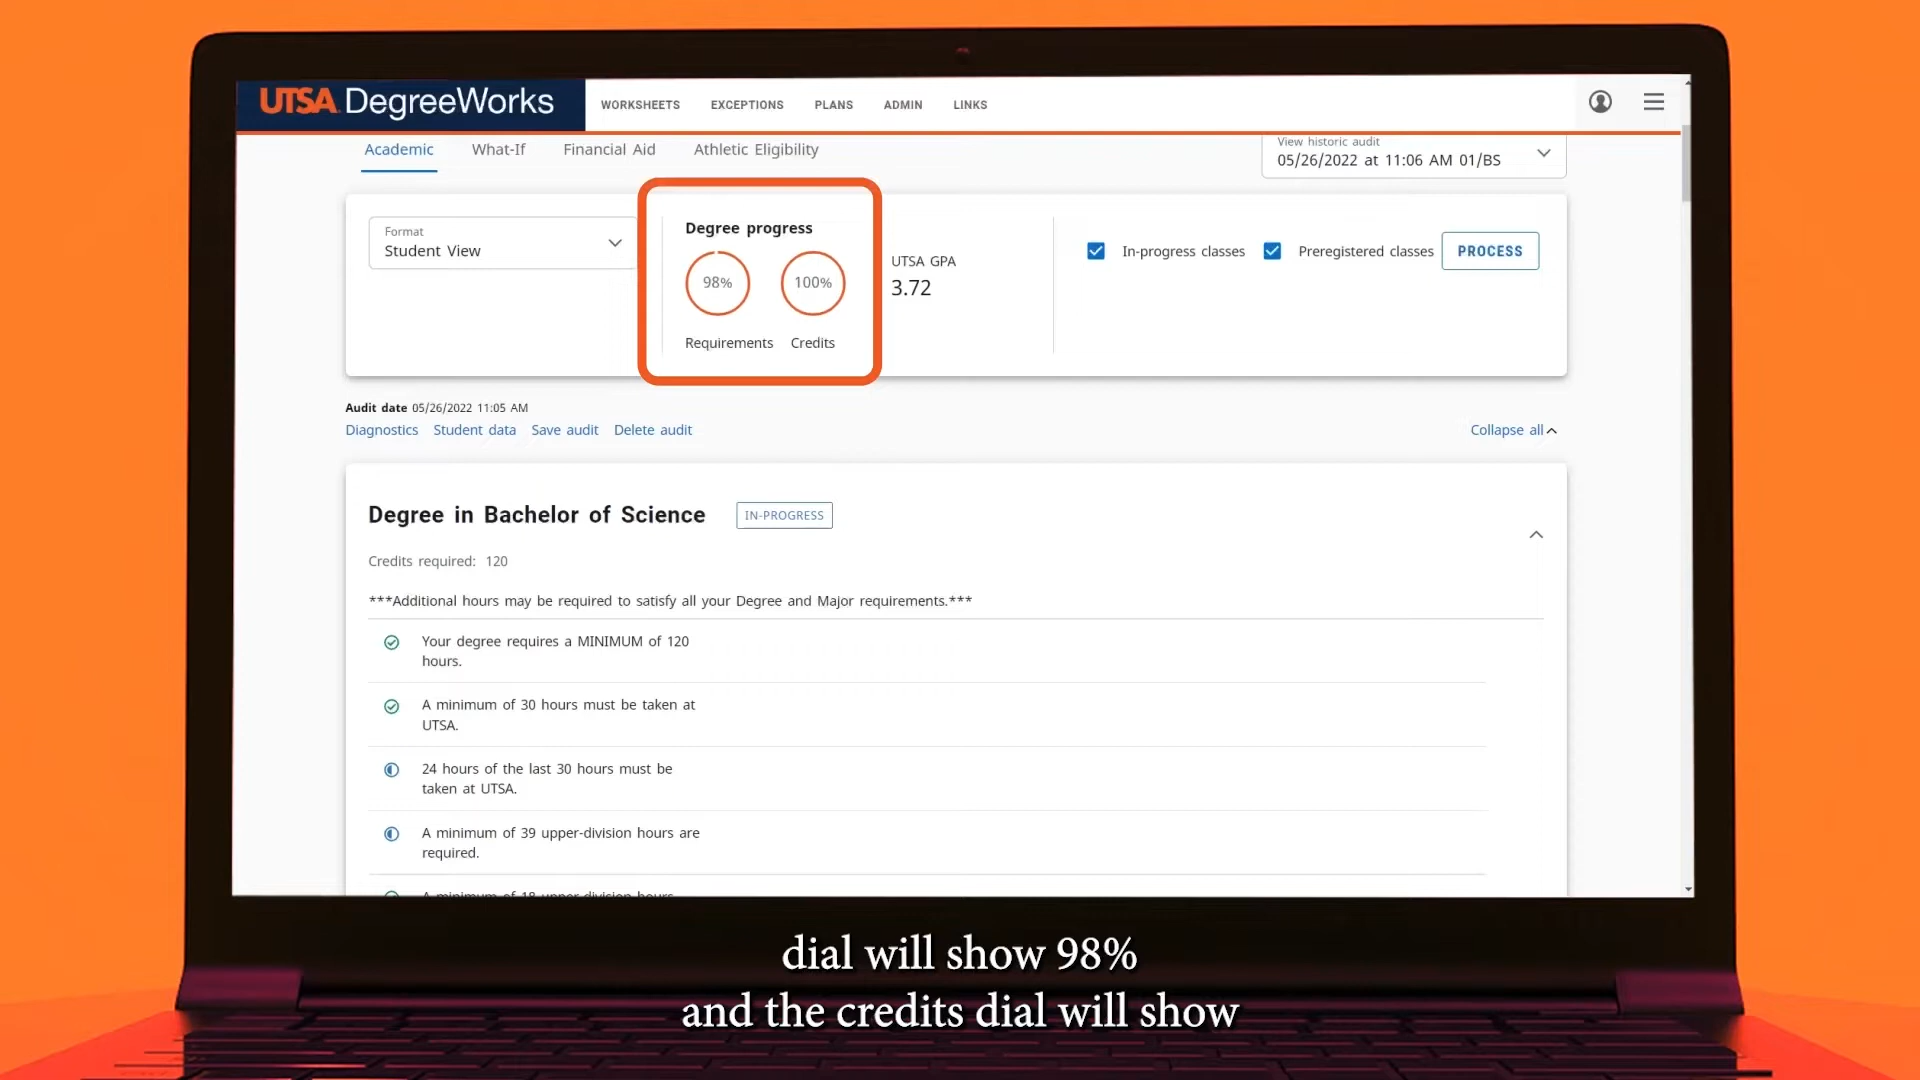 UTSA DegreeWorks
WORKSHEETS EXCEPTIONS PLANS ADMIN LINKS
Academic What-If Financial Aid Athletic Eligibility
View historic audit
05/26/2022 at 11:06 AM 01/BS
Format
Student View
Degree progress
98% 100%
Requirements Credits
UTSA GPA
3.72
In-progress classes Preregistered classes PROCESS
Audit date 05/26/2022 11:05 AM
Diagnostics Student data Save audit Delete audit
Collapse all
Degree in Bachelor of Science IN-PROGRESS
Credits required: 120
***Additional hours may be required to satisfy all your Degree and Major requirements.***
Your degree requires a MINIMUM of 120
hours.
A minimum of 30 hours must be taken at
UTSA.
24 hours of the last 30 hours must be
taken at UTSA.
A minimum of 39 upper-division hours are
required.
A minimum of 18 upper-division hours
dial will show 98%
and the credits dial will show